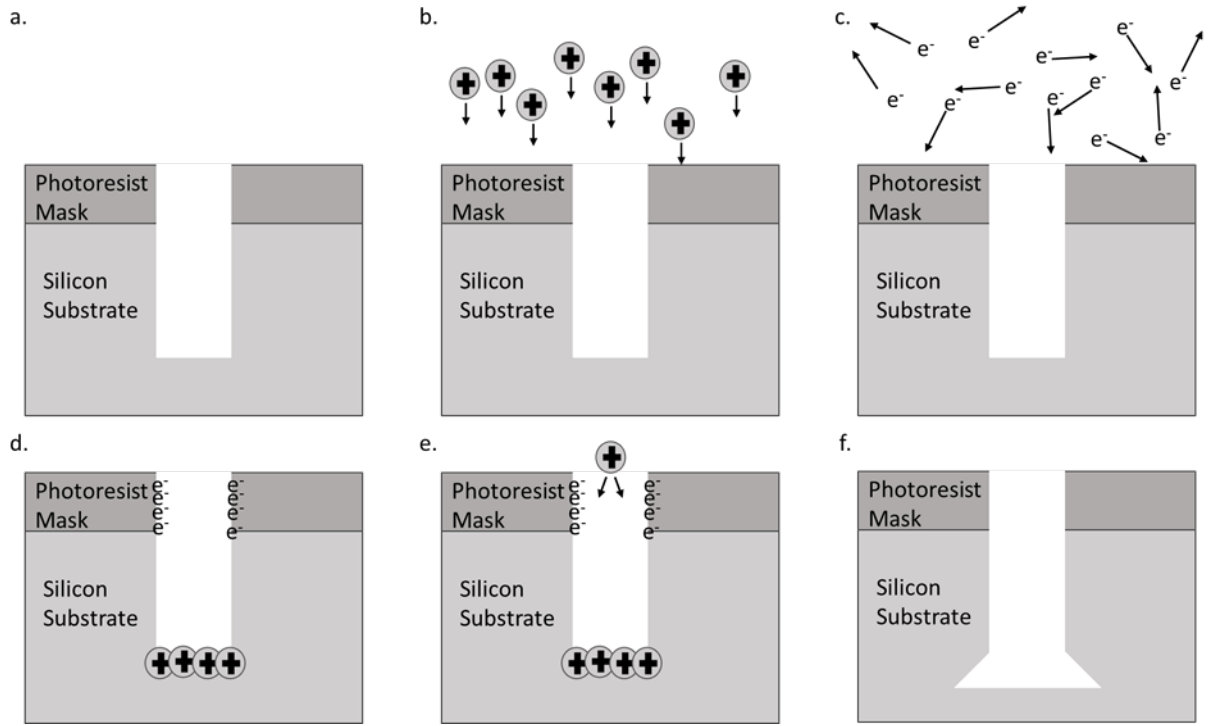 a.
Photoresist
Mask
Silicon
Substrate
b.
Photoresist
Mask
Silicon
Substrate
c.
e-
e-
e-
e-
e-
e-
e-
e-
e-
e-
e-
e-
Photoresist
Mask
Silicon
Substrate
d.
e- e-
e- e-
e- e-
e- e-
Photoresist
Mask
Silicon
Substrate
e.
e- e-
e- e-
e- e-
e- e-
Photoresist
Mask
Silicon
Substrate
f.
Photoresist
Mask
Silicon
Substrate